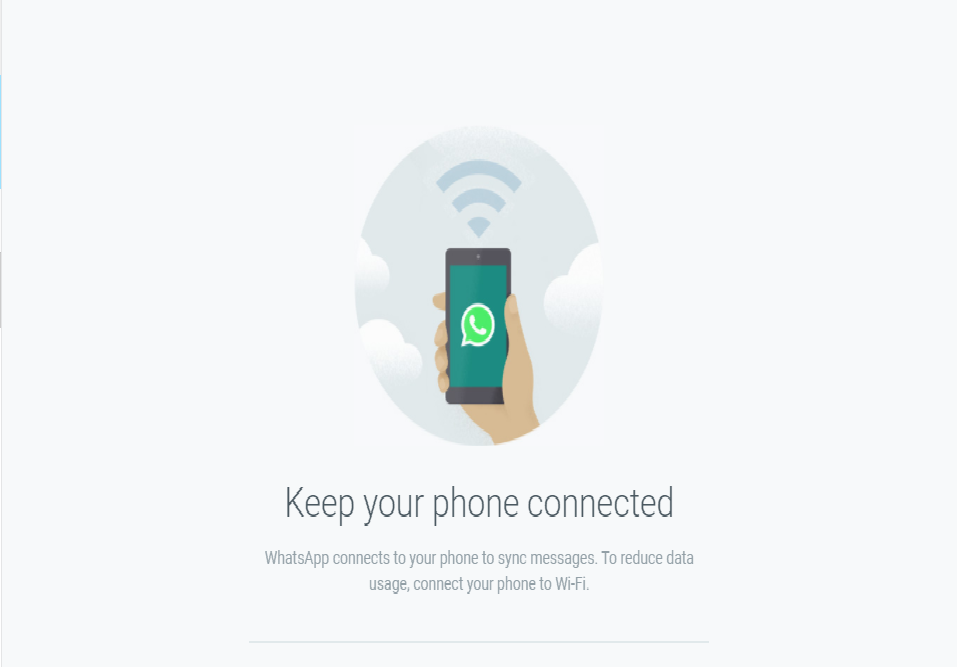 Keep your phone connected
WhatsApp connects to your phone to sync messages. To reduce data
usage, connect your phone to Wi-Fi.